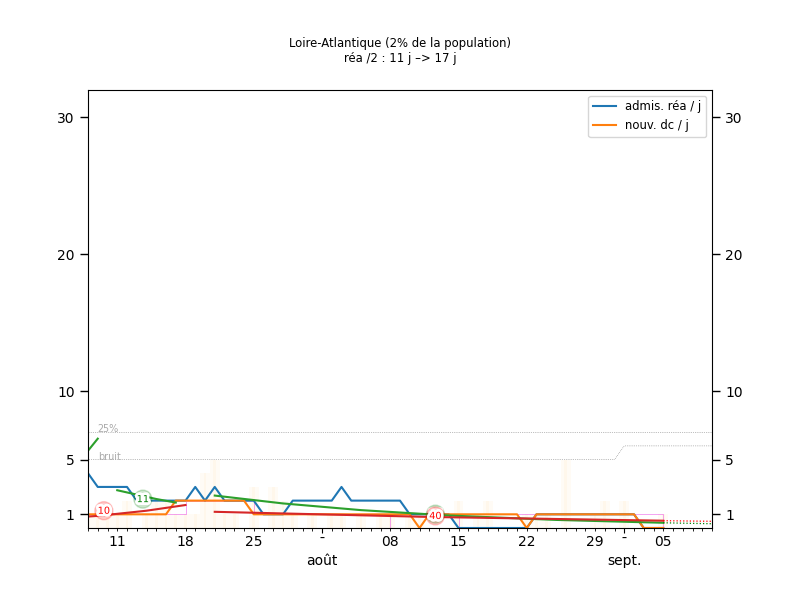 Loire-Atlantique (2% de la population)
réa /2 : 11 j –> 17 j
admis. réa / j
nouv. dc / j
30 30
20 20
10 10
25%
5 bruit 5
11
10
40
1 1
11 18 25 - 08 15 22 29 - 05
août sept.